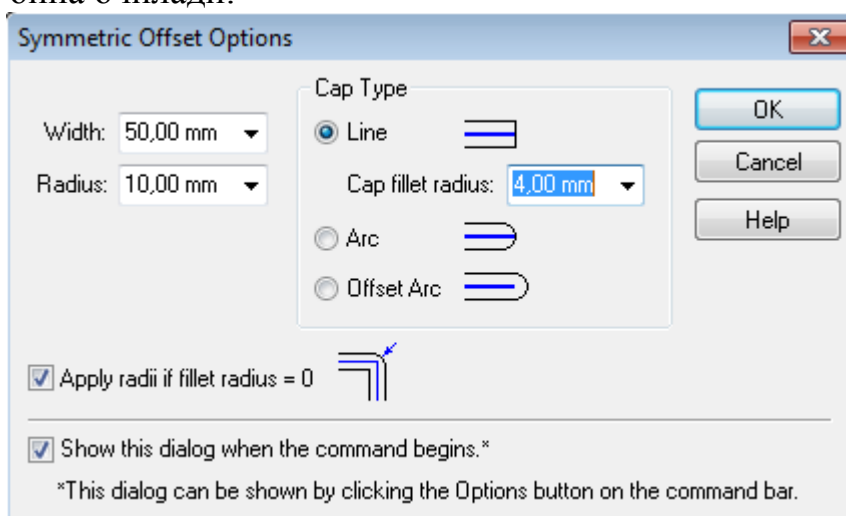 Symmetric Offset Options
Cap Type
Width: 50,00 mm
Radius: 10,00 mm
Line
Cap fillet radius: 4,00 mm
Arc
Offset Arc
OK
Cancel
Help
Apply radii if fillet radius = 0
Show this dialog when the command begins.*
*This dialog can be shown by clicking the Options button on the command bar.